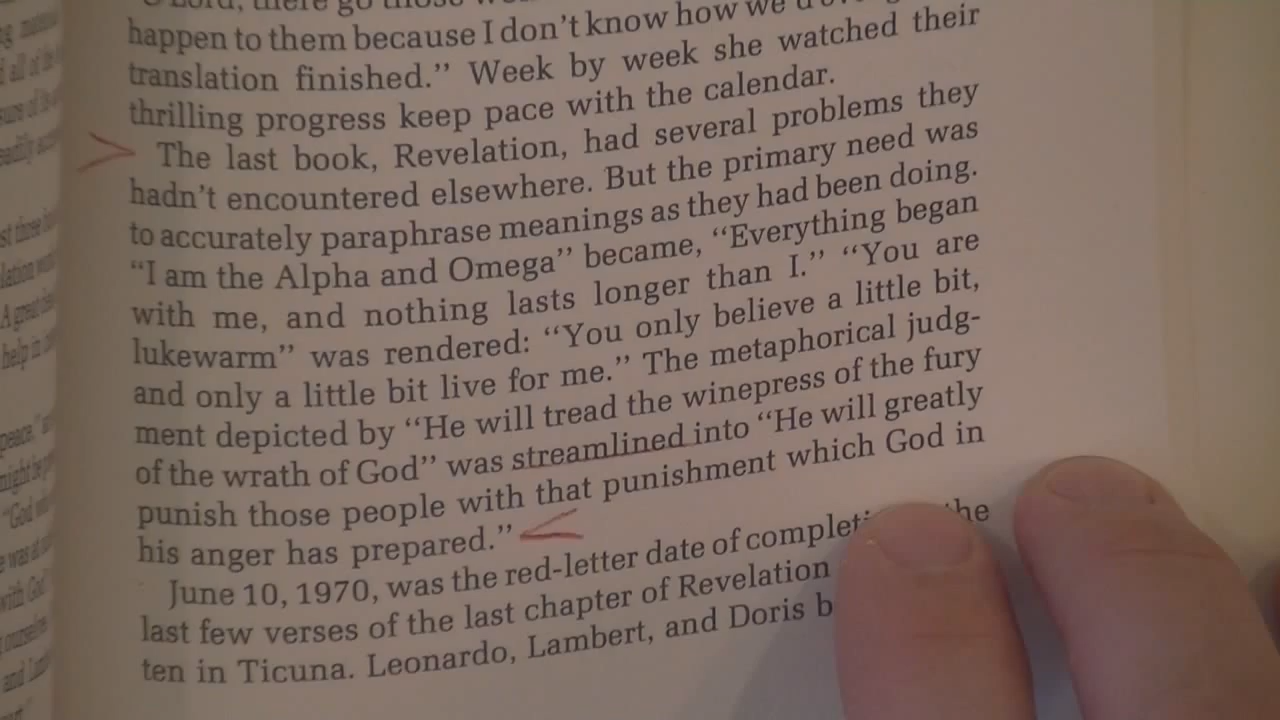 happen to them because I don't know how we
translation finished." Week by week she watched their
thrilling progress keep pace with the calendar.
The last book, Revelation, had several problems they
hadn't encountered elsewhere. But the primary need was
to accurately paraphrase meanings as they had been doing.
"I am the Alpha and Omega" became, "Everything began
with me, and nothing lasts longer than I." "You are
lukewarm" was rendered: "You only believe a little bit,
and only a little bit live for me." The metaphorical judg-
ment depicted by "He will tread the winepress of the fury
of the wrath of God" was streamlined into "He will greatly
punish those people with that punishment which God in
his anger has prepared."
June 10, 1970, was the red-letter date of the
last few verses of the last chapter of Revelation
ten in Ticuna. Leonardo, Lambert, and Doris